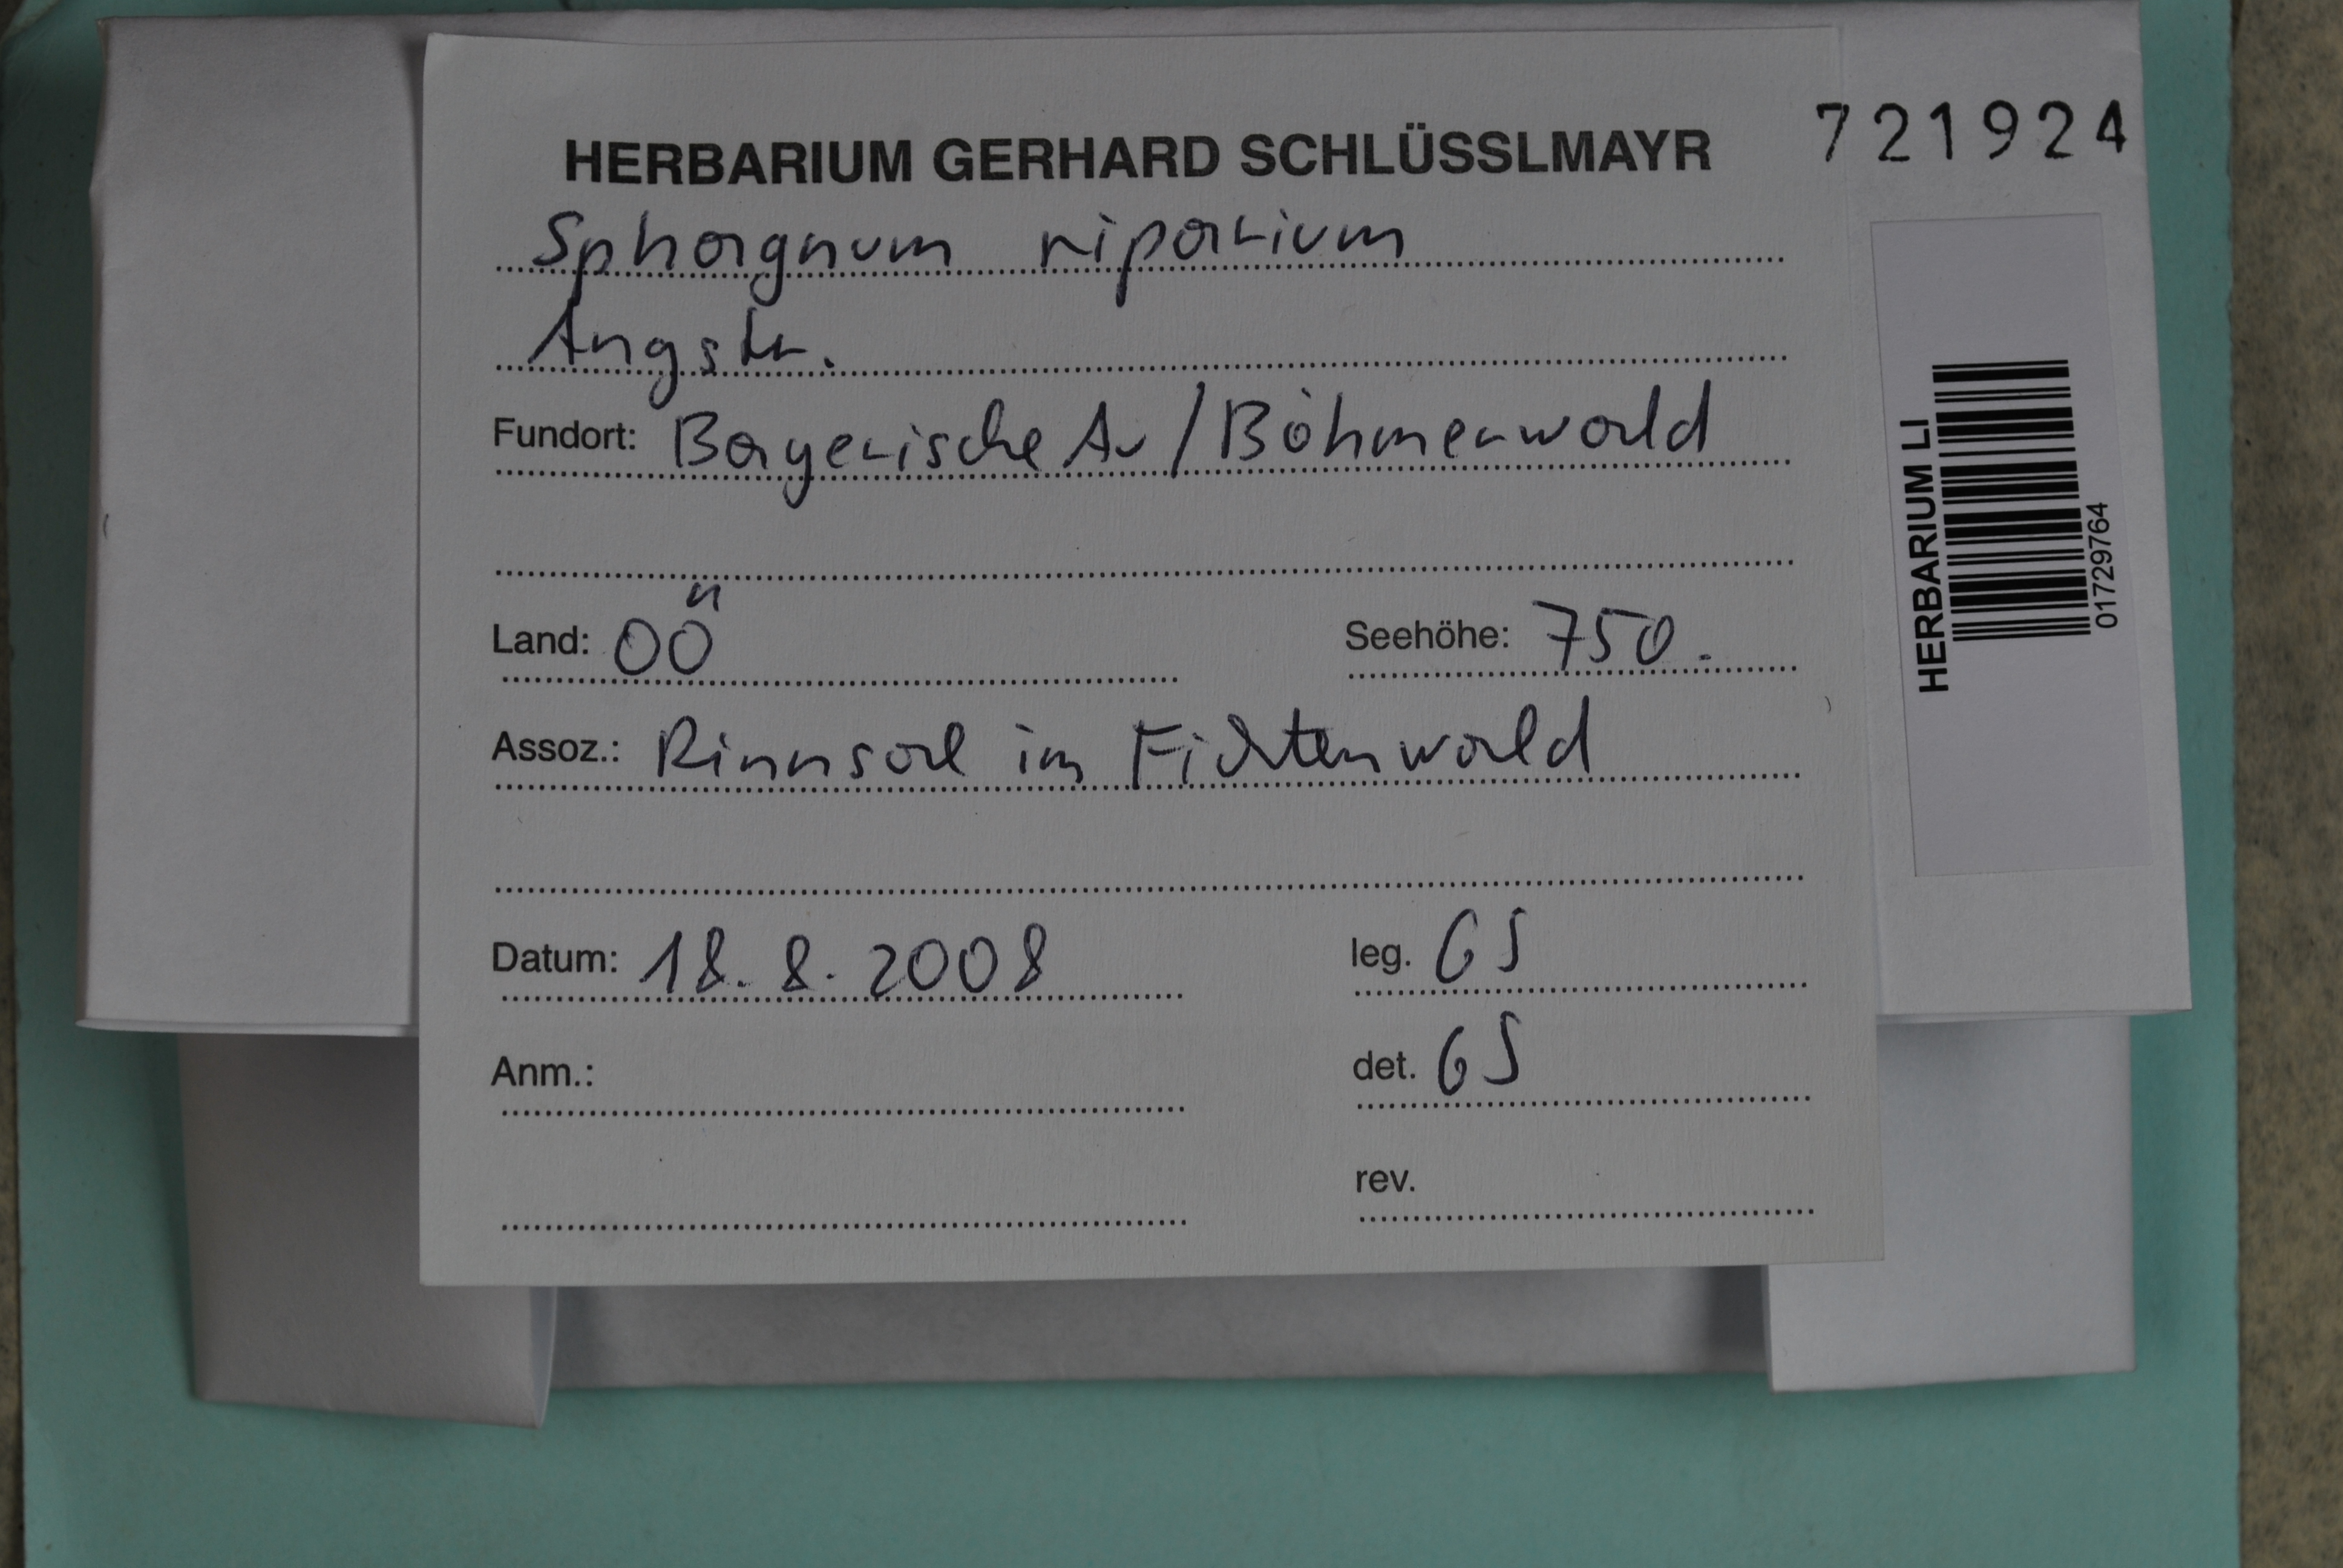 HERBARIUM GERHARD SCHLÜSSLMAYR
721924
Sphagnum riparium
Angstr.
Fundort: Bayerische Au / Böhmerwald
Land: OÖ
Seehöhe: 750.
Assoz.: Rinnsal im Fichtenwald
Datum: 18. 8. 2008
leg. GS
Anm.:
det. GS
rev.
HERBARIUM LI
01729764